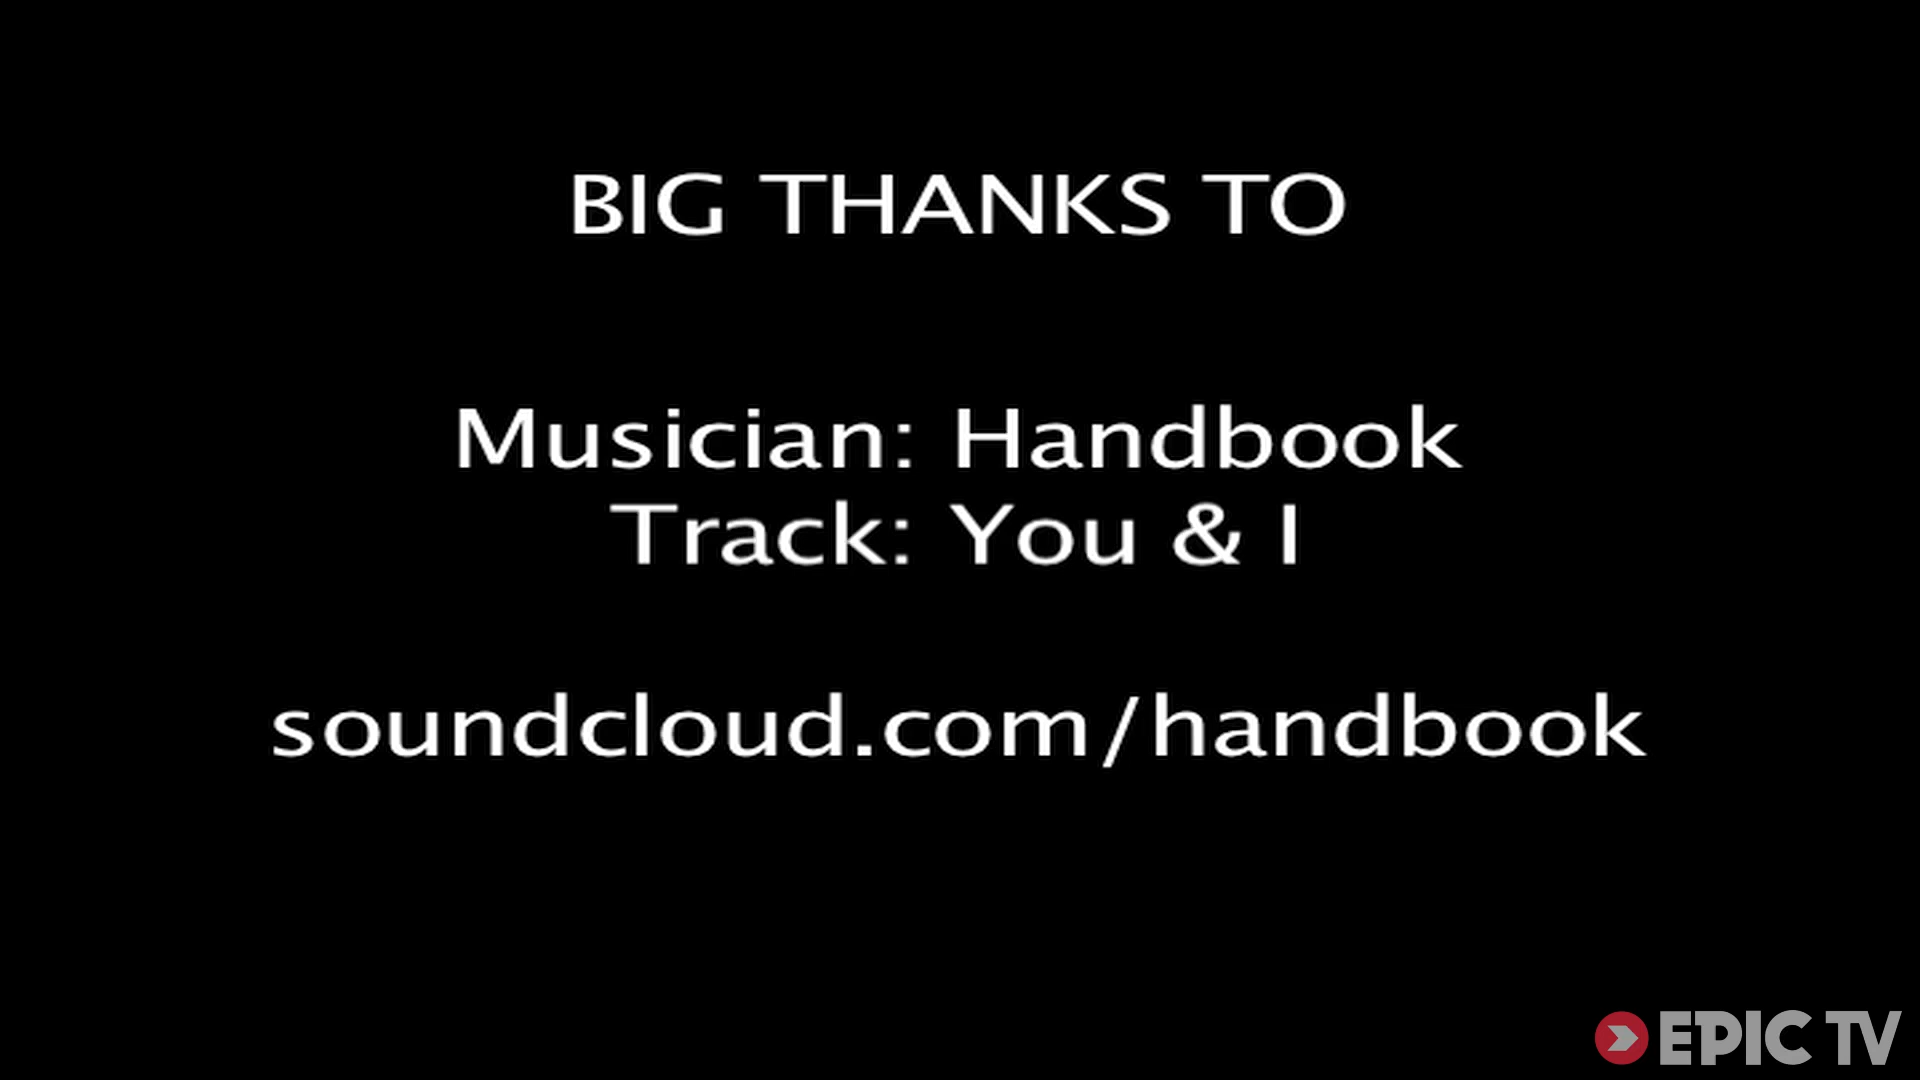 BIG THANKS TO
Musician: Handbook
Track: You & I
soundcloud.com/handbook
EPIC TV